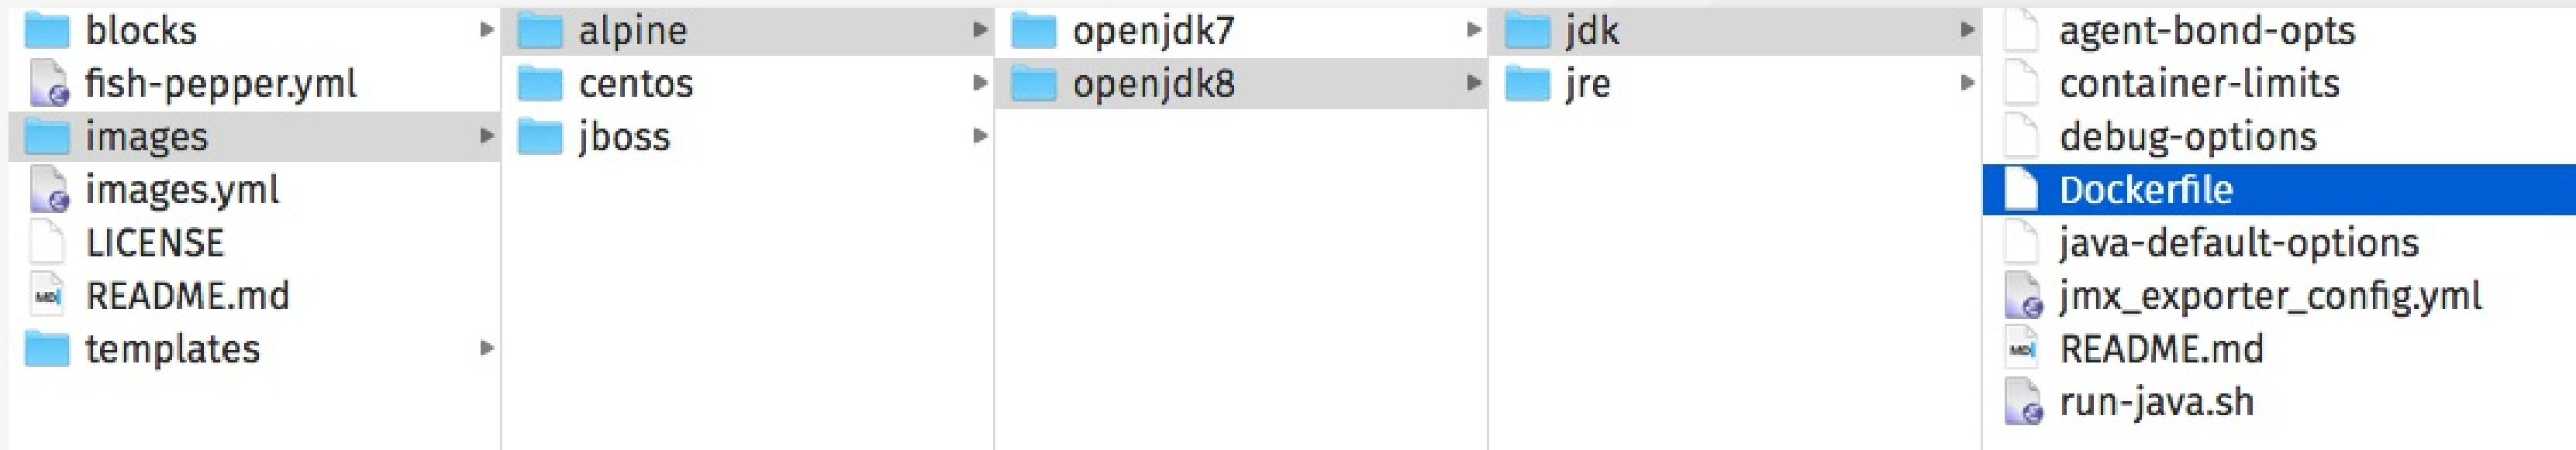 blocks
fish-pepper.yml
images
images.yml
LICENSE
README.md
templates
alpine
centos
jboss
openjdk7
openjdk8
jdk
jre
agent-bond-opts
container-limits
debug-options
Dockerfile
java-default-options
jmx_exporter_config.yml
README.md
run-java.sh